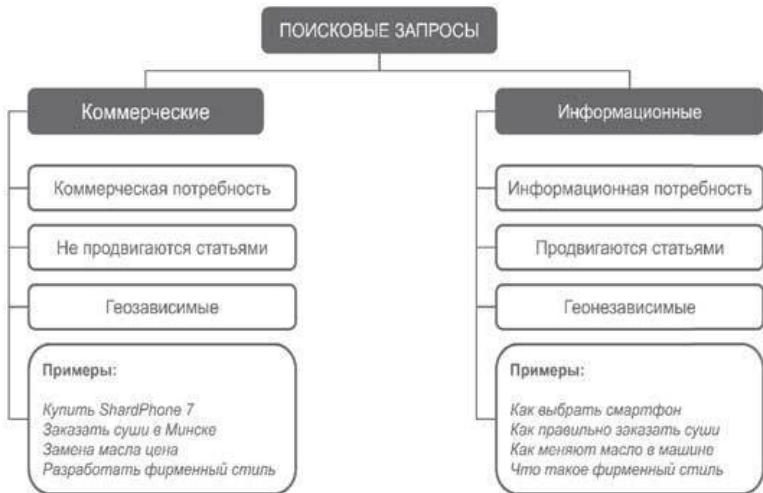 ПОИСКОВЫЕ ЗАПРОСЫ
Коммерческие
Коммерческая потребность
Не продвигаются статьями
Геозависимые
Примеры:
Купить ShardPhone 7
Заказать суши в Минске
Замена масла цена
Разработать фирменный стиль
Информационные
Информационная потребность
Продвигаются статьями
Геонезависимые
Примеры:
Как выбрать смартфон
Как правильно заказать суши
Как меняют масло в машине
Что такое фирменный стиль